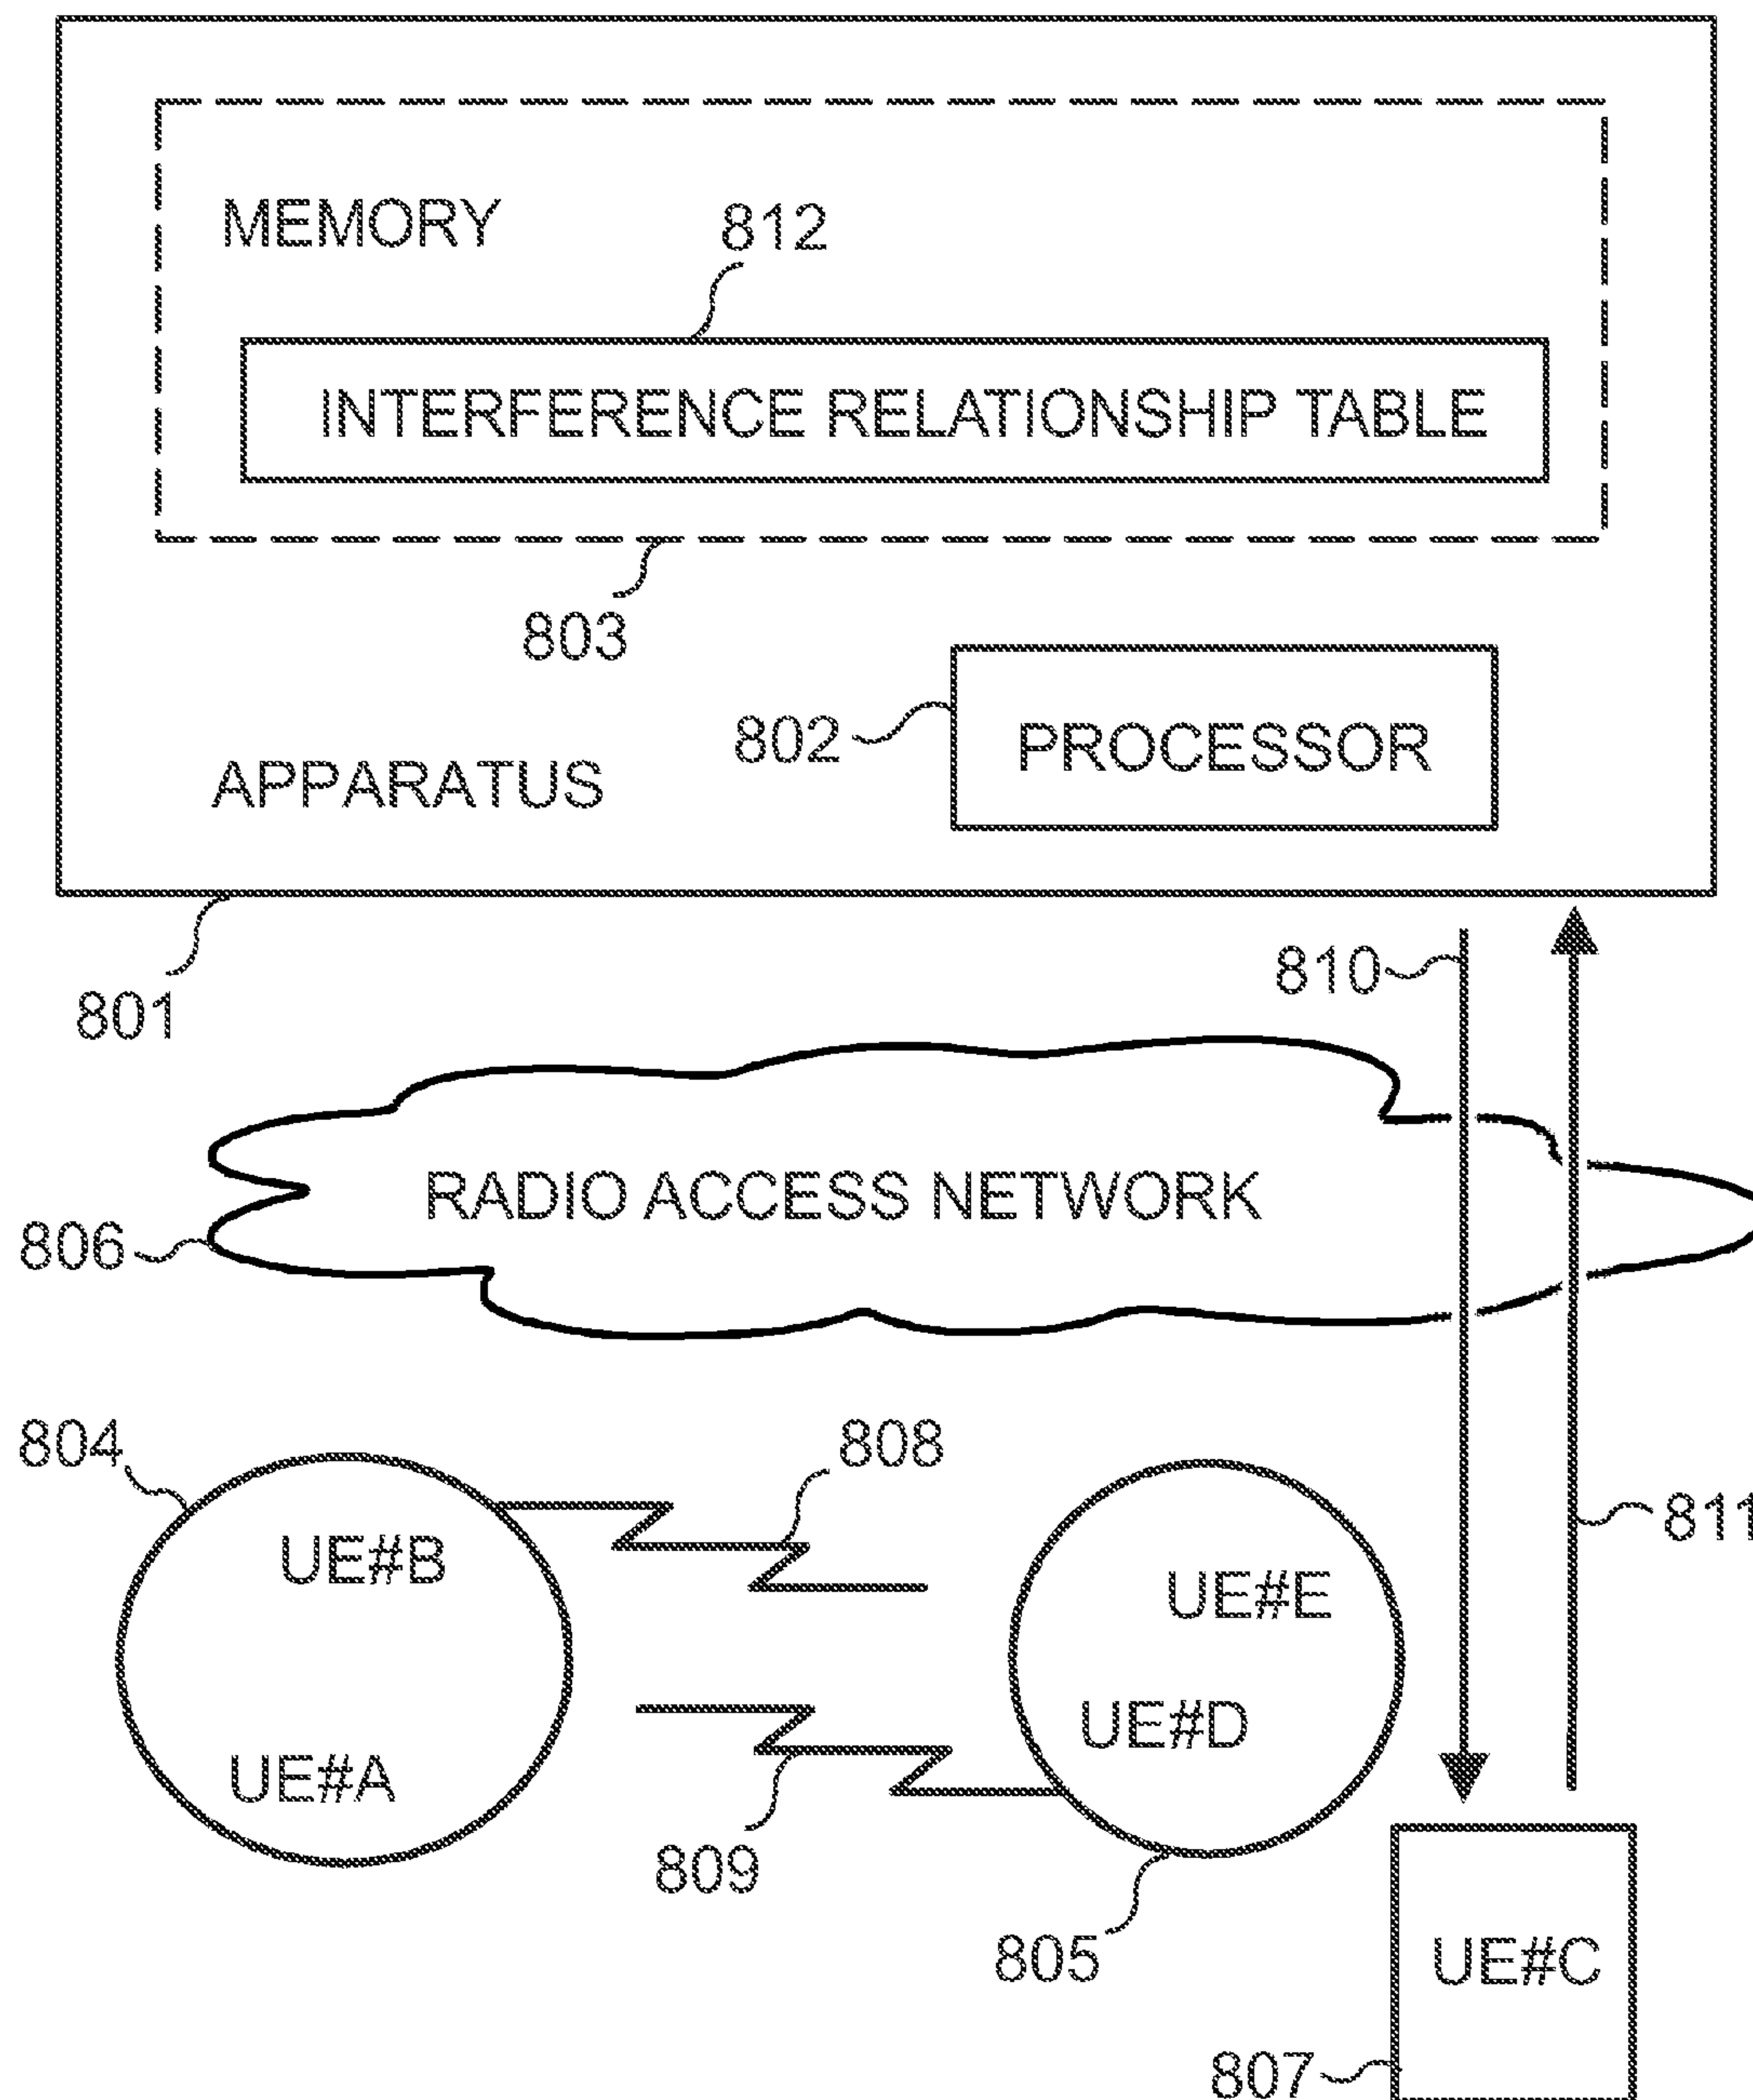 MEMORY
812
INTERFERENCE RELATIONSHIP TABLE
803
802
PROCESSOR
APPARATUS
810
801
RADIO ACCESS NETWORK
806
804
808
811
UE#B
UE#E
UE#D
UE#A
809
805
UE#C
807